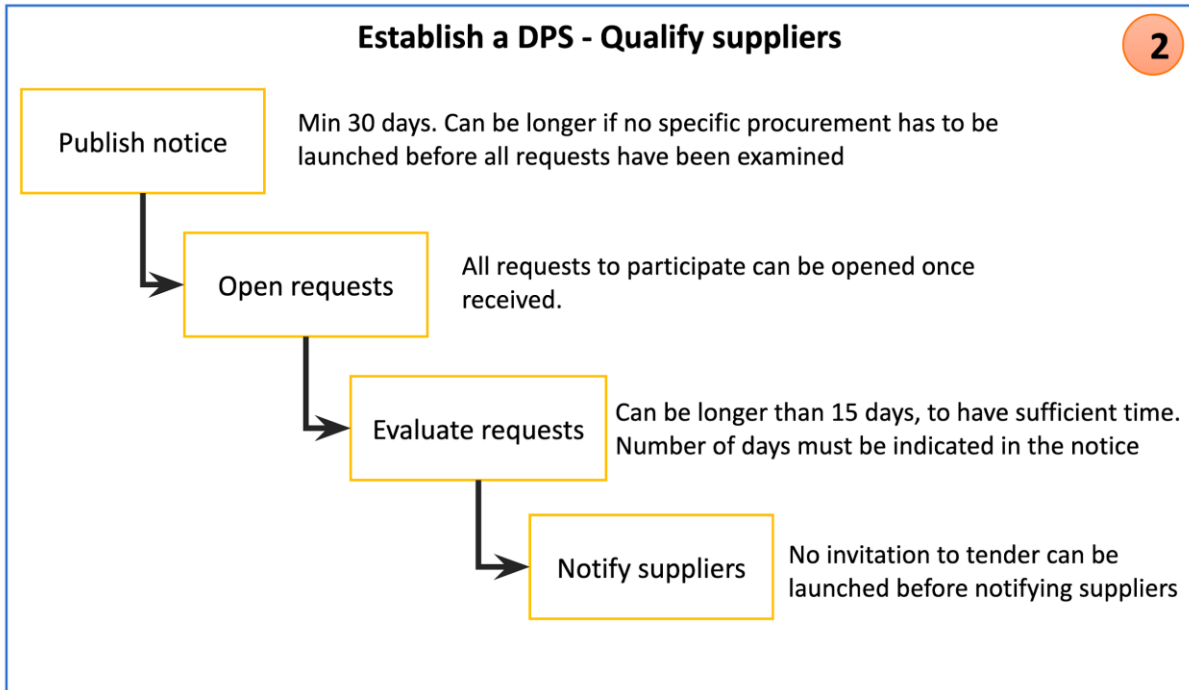 Establish a DPS - Qualify suppliers
2
Publish notice
Min 30 days. Can be longer if no specific procurement has to be
launched before all requests have been examined
Open requests
All requests to participate can be opened once
received.
Evaluate requests
Can be longer than 15 days, to have sufficient time.
Number of days must be indicated in the notice
Notify suppliers
No invitation to tender can be
launched before notifying suppliers